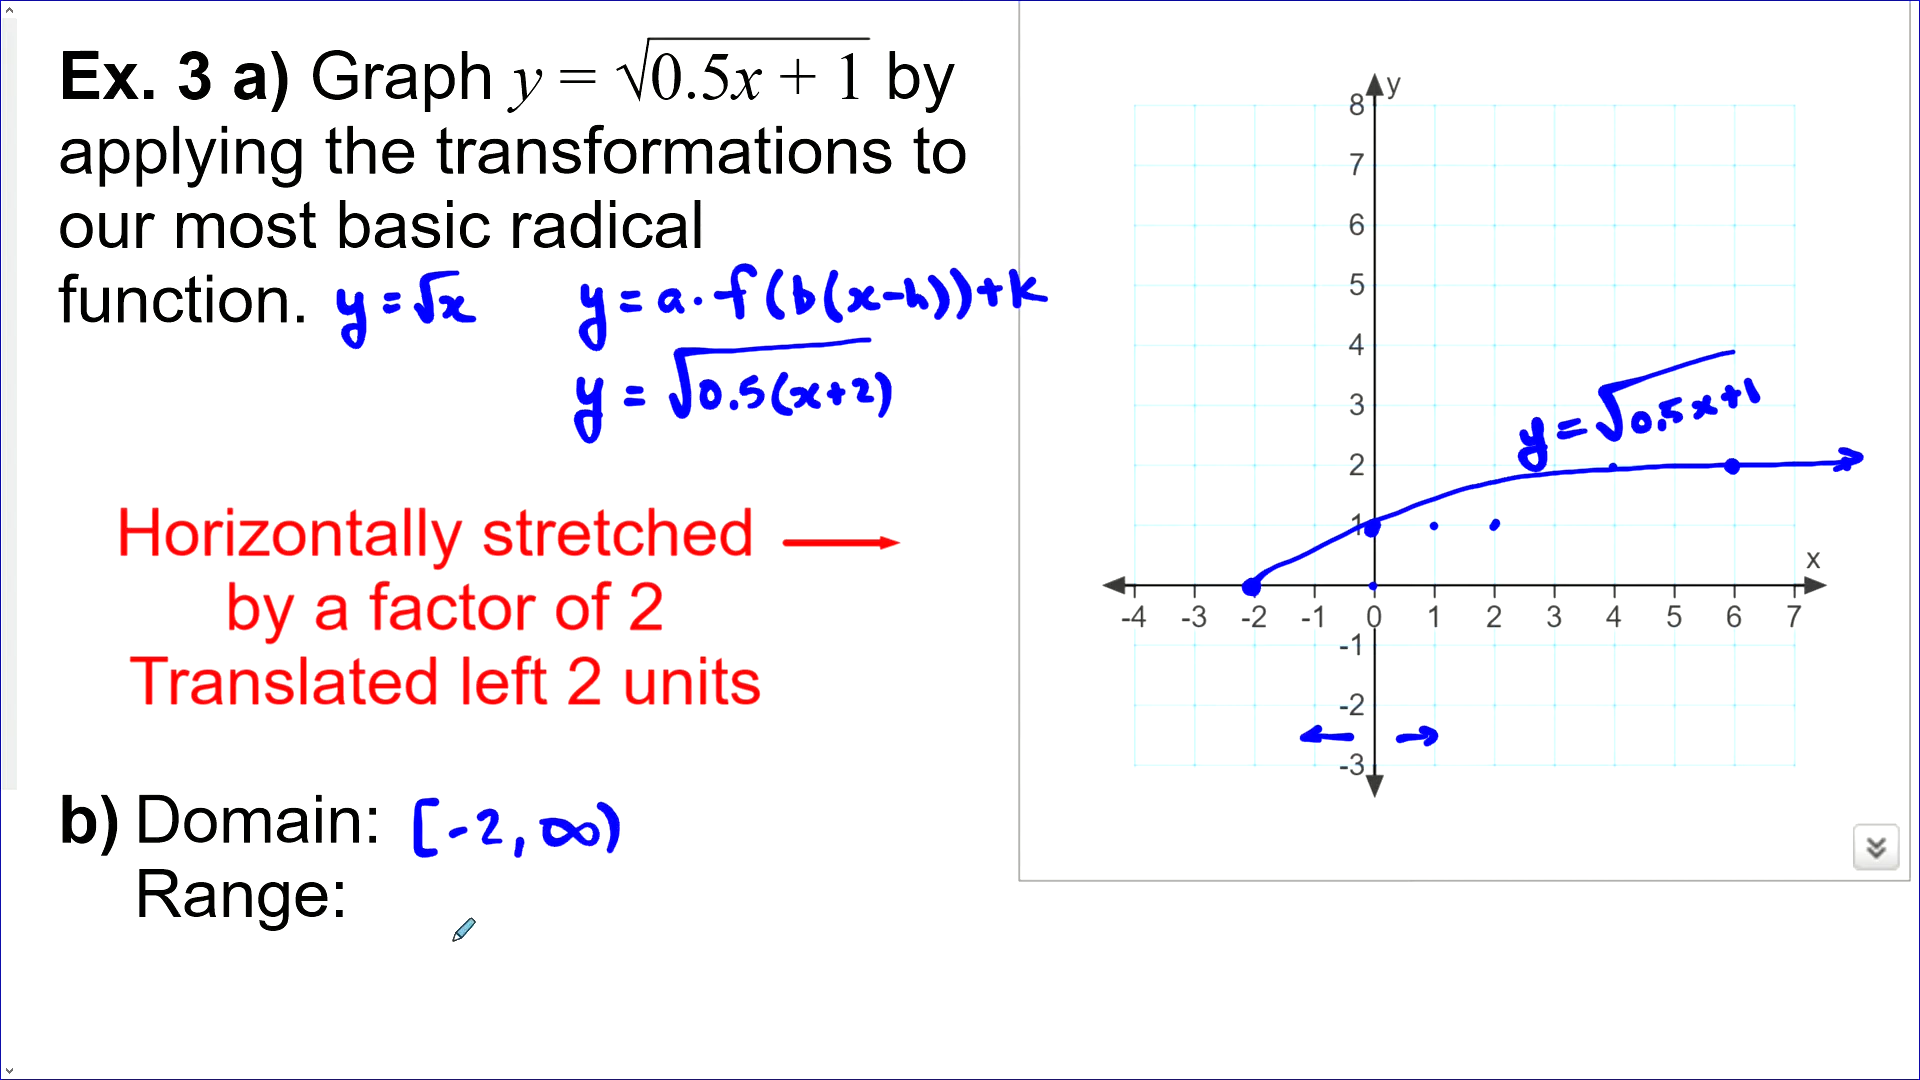 Ex. 3 a) Graph y = √0.5x + 1 by
applying the transformations to
our most basic radical
function. y = √x y = a · f(b(x-h))+k
y = √0.5(x+2)
Horizontally stretched
by a factor of 2
Translated left 2 units
b) Domain: [-2, ∞)
Range:
y
8
7
6
5
4
3
2
1
-1
-2
-3
x
-4 -3 -2 -1 0 1 2 3 4 5 6 7
y = √0.5x+1